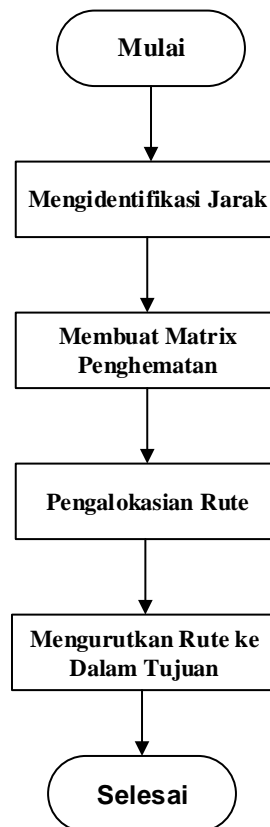 Mulai
Mengidentifikasi Jarak
Membuat Matrix
Penghematan
Pengalokasian Rute
Mengurutkan Rute ke
Dalam Tujuan
Selesai